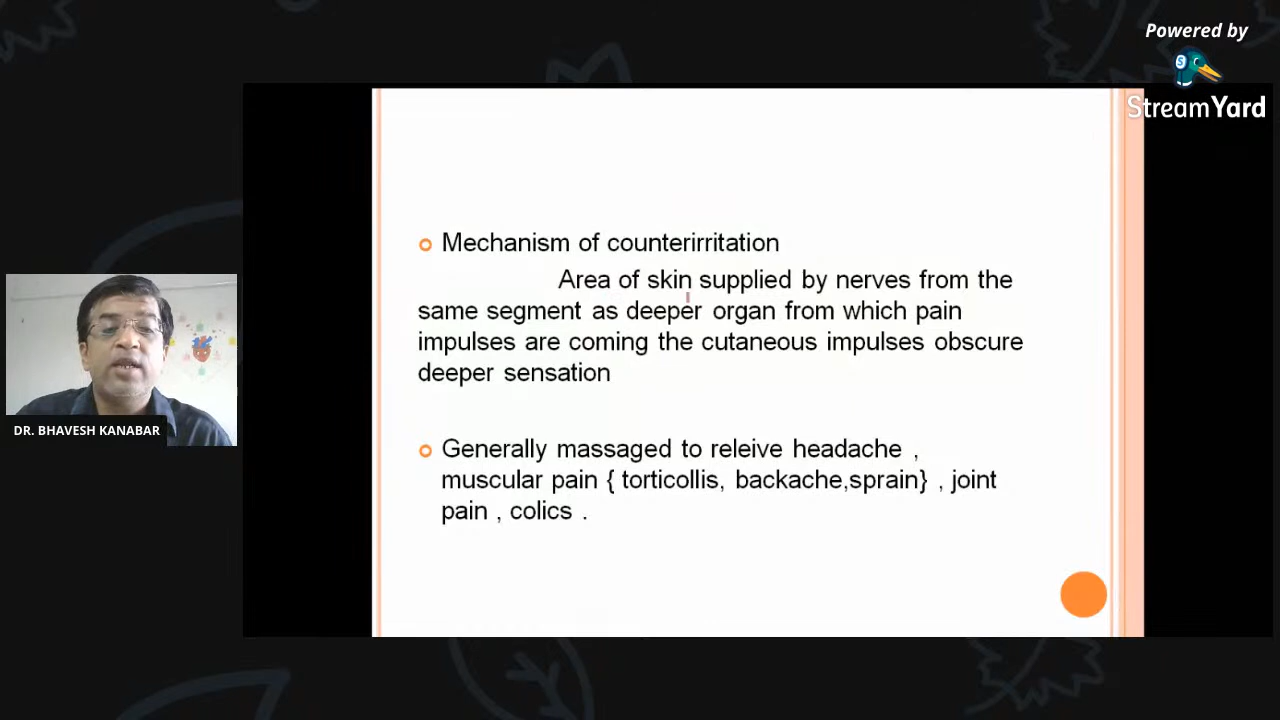 Powered by
StreamYard
Mechanism of counterirritation
Area of skin supplied by nerves from the
same segment as deeper organ from which pain
impulses are coming the cutaneous impulses obscure
deeper sensation
Generally massaged to releive headache ,
muscular pain { torticollis, backache,sprain} , joint
pain , colics .
DR. BHAVESH KANABAR